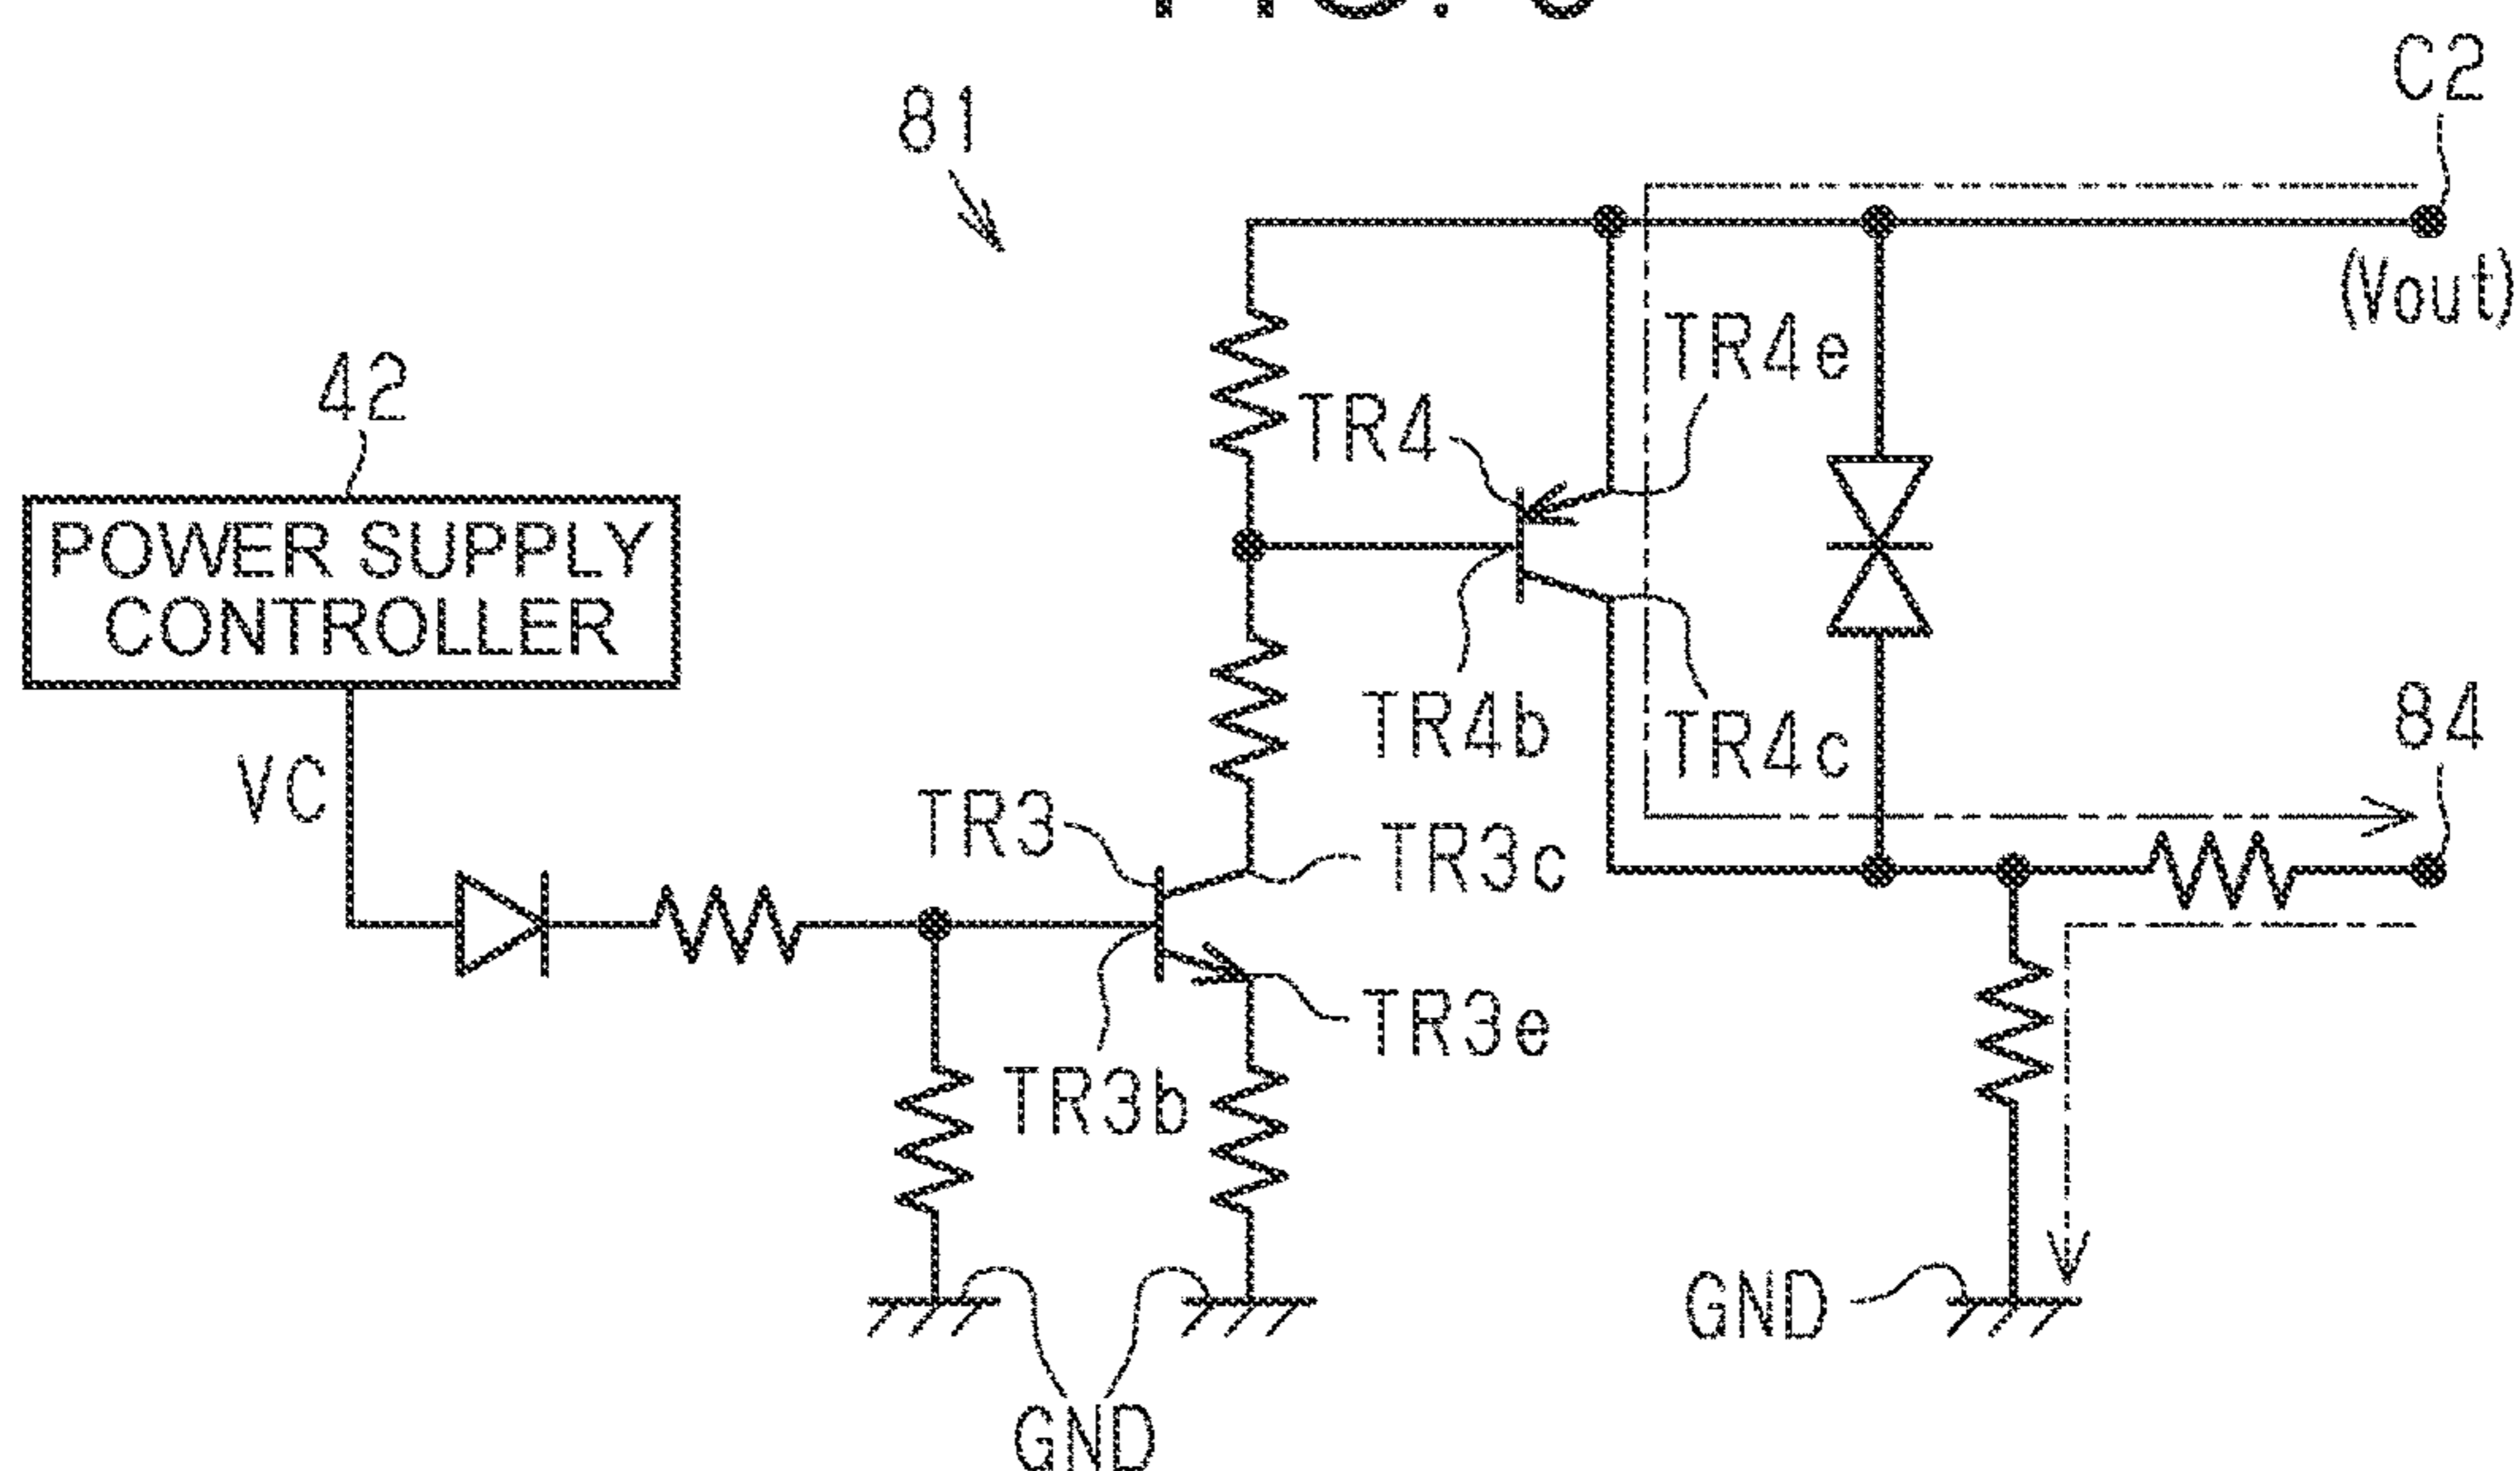 C2
81
(Vout)
TR4e
42
TR4
POWER SUPPLY
CONTROLLER
TR4b
TR4c
84
VC
TR3
TR3c
TR3e
TR3b
GND
GND